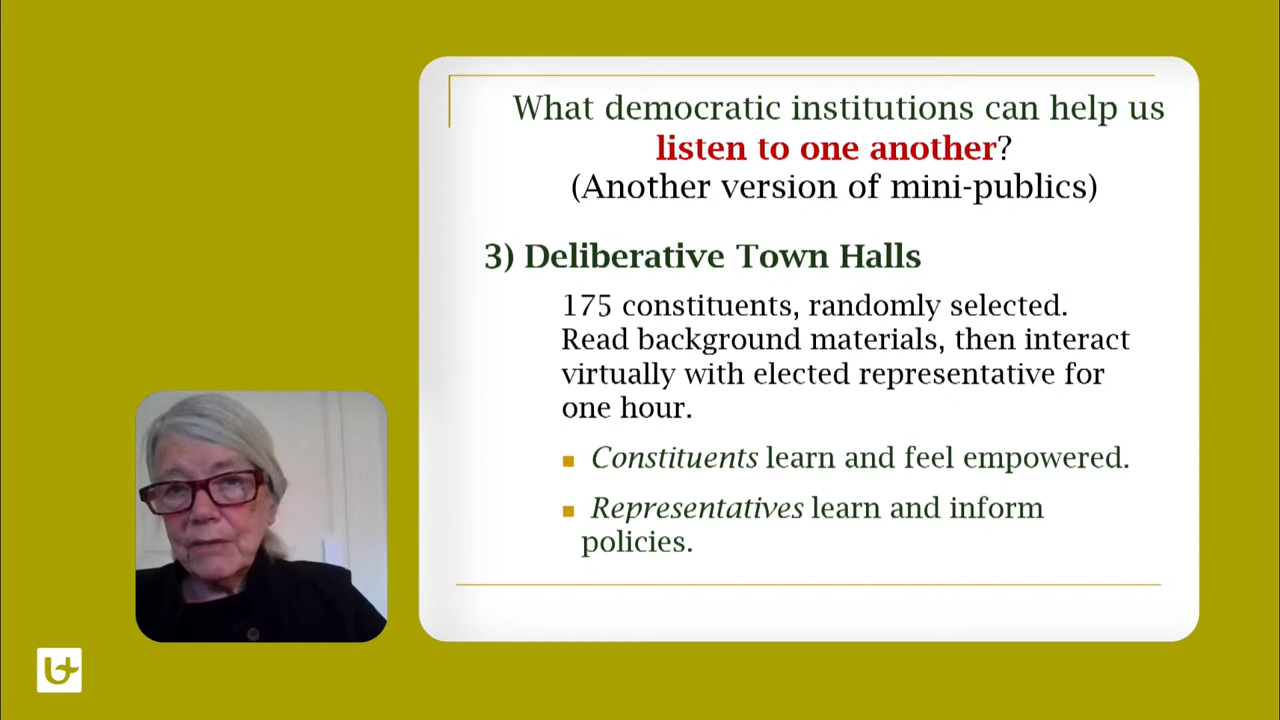 What democratic institutions can help us
listen to one another?
(Another version of mini-publics)
3) Deliberative Town Halls
175 constituents, randomly selected.
Read background materials, then interact
virtually with elected representative for
one hour.
Constituents learn and feel empowered.
Representatives learn and inform
policies.